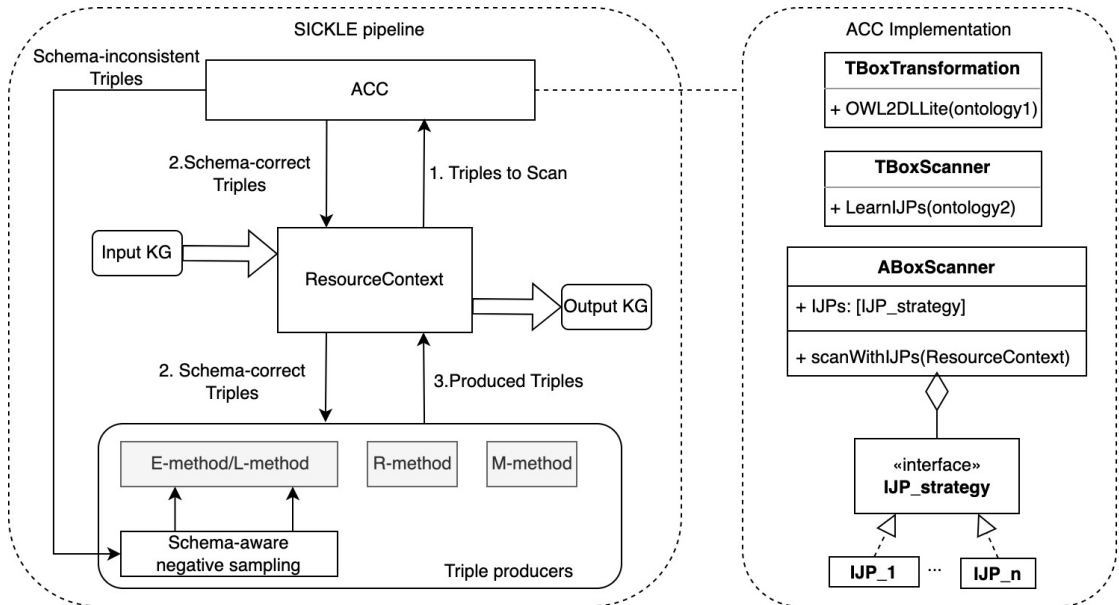 SICKLE pipeline
Schema-inconsistent
Triples
ACC
2.Schema-correct
Triples
1. Triples to Scan
Input KG
ResourceContext
Output KG
2. Schema-correct
Triples
3.Produced Triples
E-method/L-method
R-method
M-method
Schema-aware
negative sampling
Triple producers
ACC Implementation
TBoxTransformation
+ OWL2DLLite(ontology1)
TBoxScanner
+ LearnIJPs(ontology2)
ABoxScanner
+ IJPs: [IJP_strategy]
+ scanWithIJPs(ResourceContext)
«interface»
IJP_strategy
IJP_1
...
IJP_n